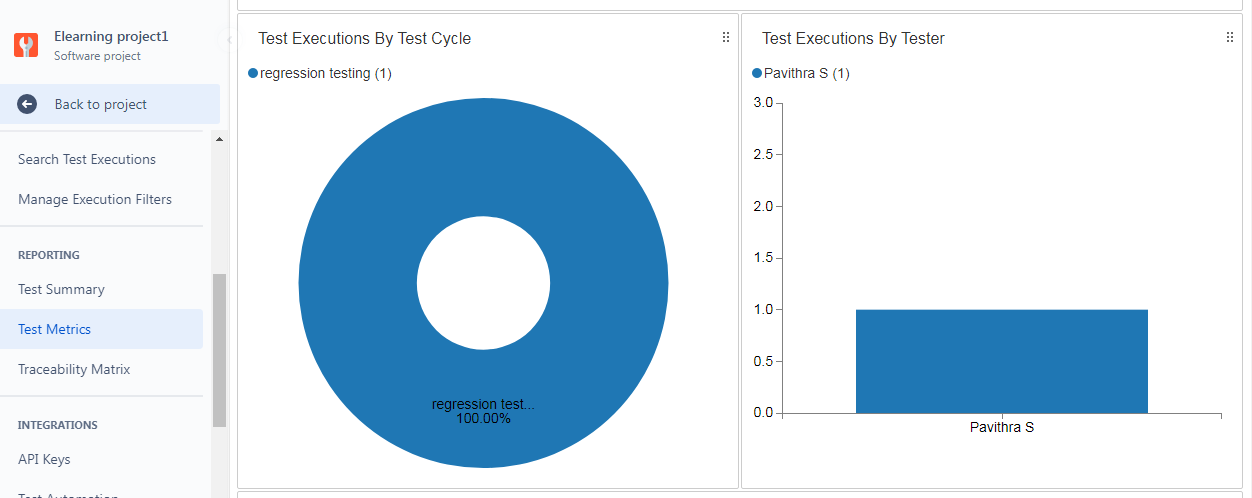 Elearning project1
Software project
Back to project
Search Test Executions
Manage Execution Filters
REPORTING
Test Summary
Test Metrics
Traceability Matrix
INTEGRATIONS
API Keys
Test Automation
Test Executions By Test Cycle
regression testing (1)
regression test...
100.00%
Test Executions By Tester
Pavithra S (1)
3.0
2.5
2.0
1.5
1.0
0.5
0.0
Pavithra S